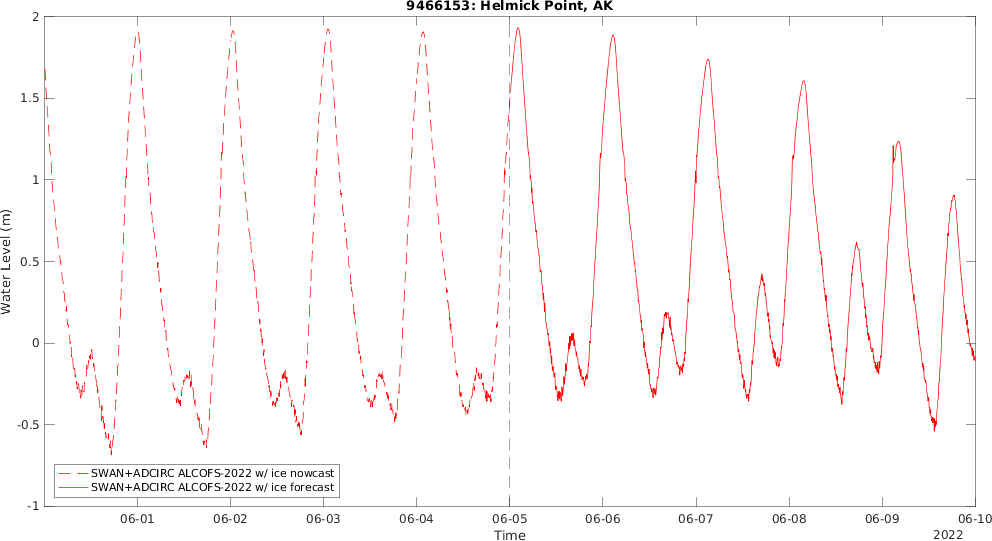 9466153: Helmick Point, AK
2
1.5
1
0.5
0
-0.5
-1
Water Level (m)
SWAN+ADCIRC ALCOFS-2022 w/ ice nowcast
SWAN+ADCIRC ALCOFS-2022 w/ ice forecast
06-01 06-02 06-03 06-04 06-05 06-06 06-07 06-08 06-09 06-10
Time
2022